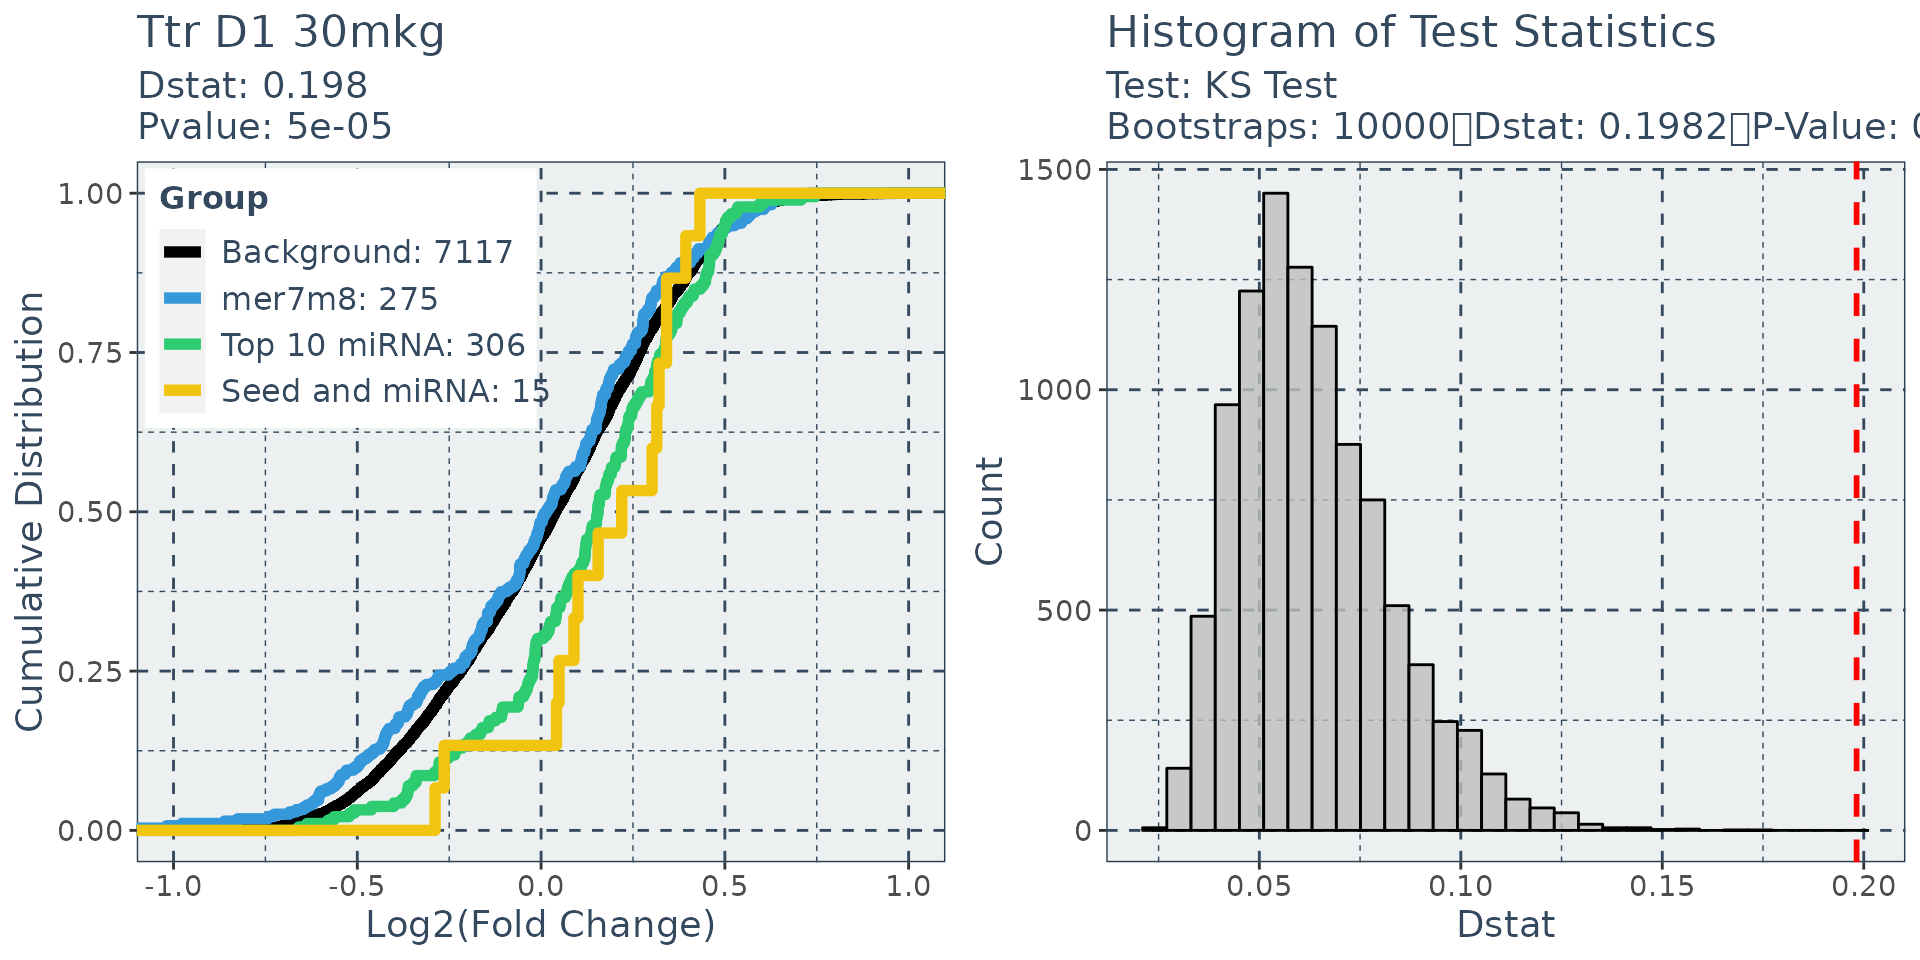 Ttr D1 30mkg
Dstat: 0.198
Pvalue: 5e-05
Cumulative Distribution
1.00
0.75
0.50
0.25
0.00
Group
Background: 7117
mer7m8: 275
Top 10 miRNA: 306
Seed and miRNA: 15
-1.0 -0.5 0.0 0.5 1.0
Log2(Fold Change)
Histogram of Test Statistics
Test: KS Test
Bootstraps: 10000▯Dstat: 0.1982▯P-Value:
Count
1500
1000
500
0
0.05 0.10 0.15 0.20
Dstat